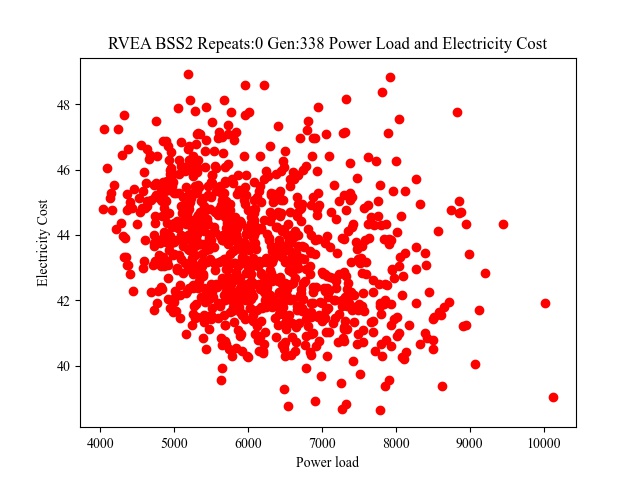 RVEA BSS2 Repeats:0 Gen:338 Power Load and Electricity Cost
Electricity Cost
48
46
44
42
40
4000 5000 6000 7000 8000 9000 10000
Power load